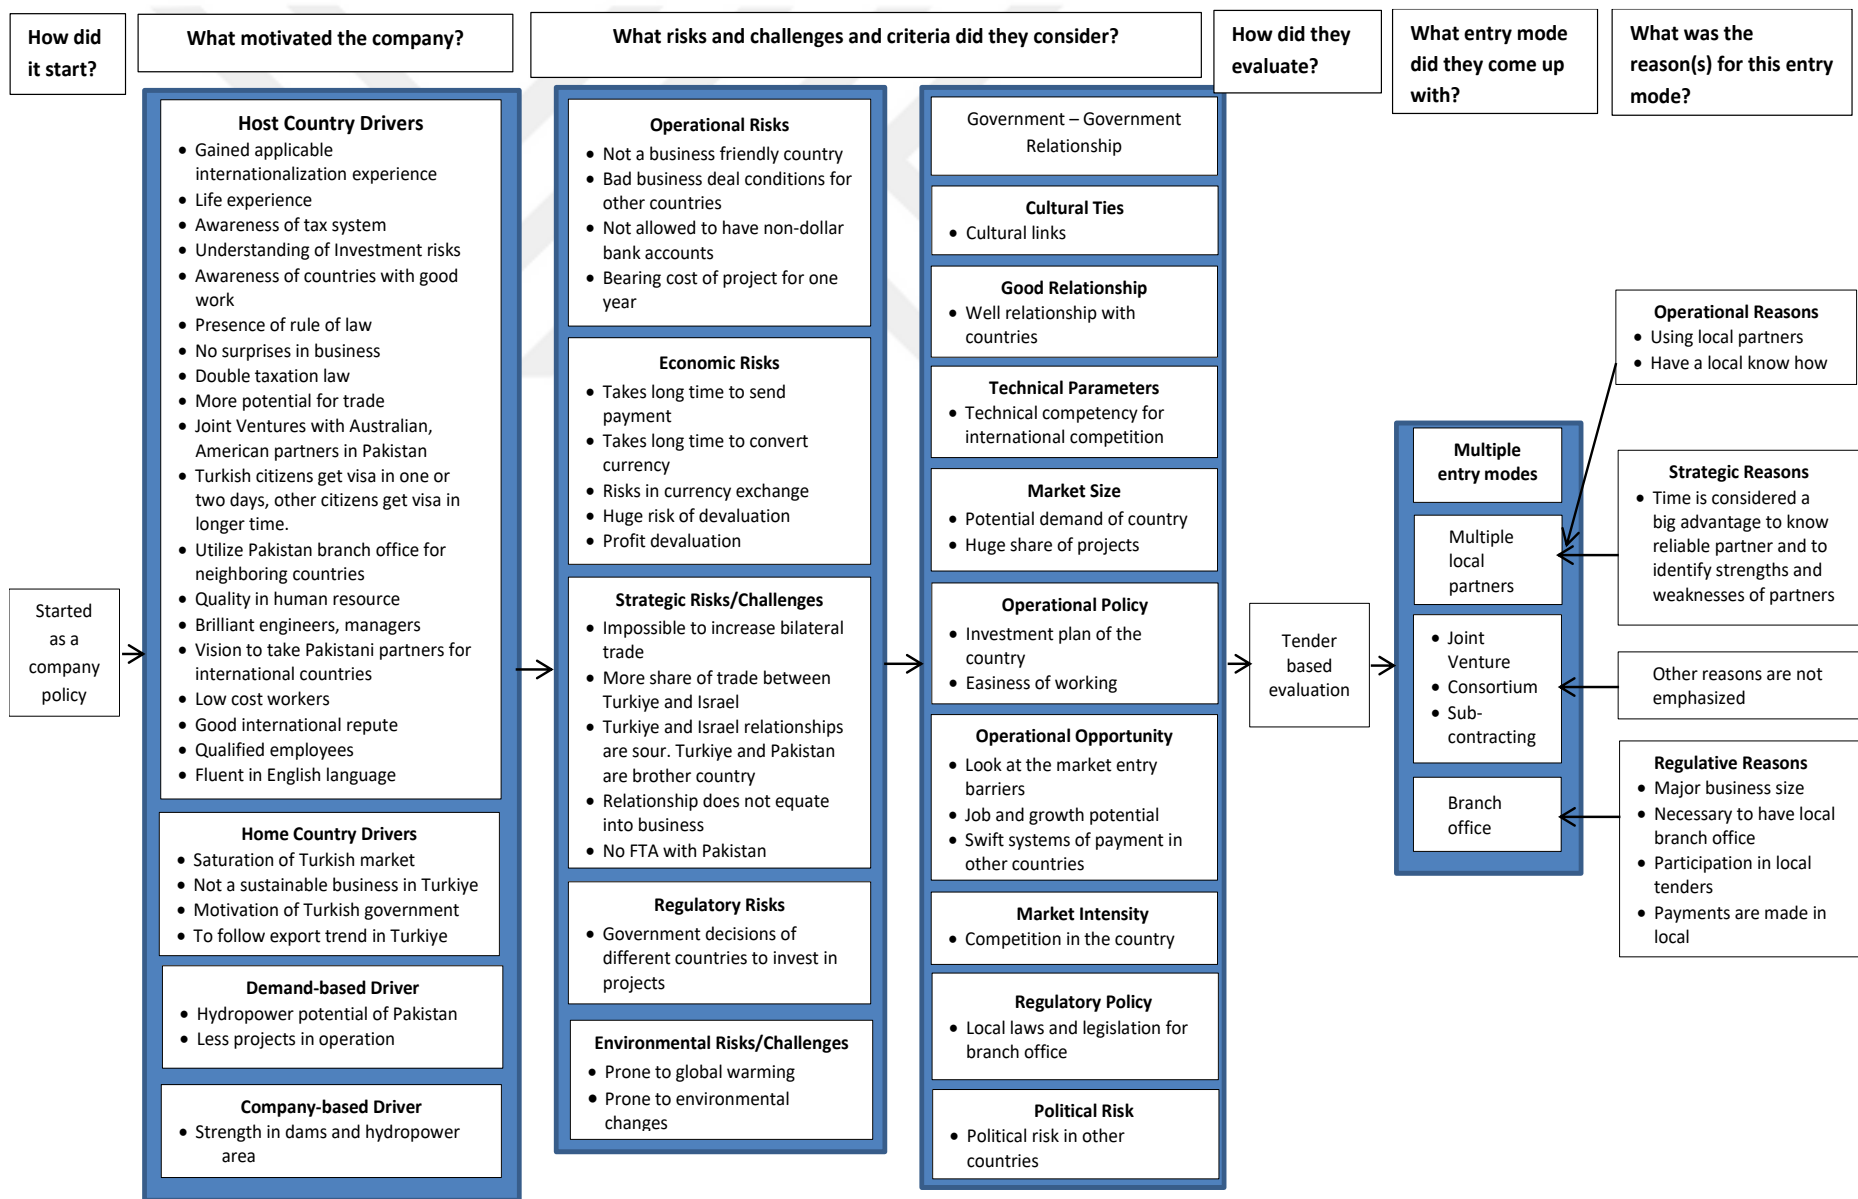 How did
it start?
What motivated the company?
What risks and challenges and criteria did they consider?
How did they
evaluate?
What entry mode
did they come up
with?
What was the
reason(s) for this entry
mode?
Started
as a
company
policy
Host Country Drivers
• Gained applicable
internationalization experience
• Life experience
• Awareness of tax system
• Understanding of Investment risks
• Awareness of countries with good
work
• Presence of rule of law
• No surprises in business
• Double taxation law
• More potential for trade
• Joint Ventures with Australian,
American partners in Pakistan
• Turkish citizens get visa in one or
two days, other citizens get visa in
longer time.
• Utilize Pakistan branch office for
neighboring countries
• Quality in human resource
• Brilliant engineers, managers
• Vision to take Pakistani partners for
international countries
• Low cost workers
• Good international repute
• Qualified employees
• Fluent in English language
Home Country Drivers
• Saturation of Turkish market
• Not a sustainable business in Turkiye
• Motivation of Turkish government
• To follow export trend in Turkiye
Demand-based Driver
• Hydropower potential of Pakistan
• Less projects in operation
Company-based Driver
• Strength in dams and hydropower
area
Operational Risks
• Not a business friendly country
• Bad business deal conditions for
other countries
• Not allowed to have non-dollar
bank accounts
• Bearing cost of project for one
year
Economic Risks
• Takes long time to send
payment
• Takes long time to convert
currency
• Risks in currency exchange
• Huge risk of devaluation
• Profit devaluation
Strategic Risks/Challenges
• Impossible to increase bilateral
trade
• More share of trade between
Turkiye and Israel
• Turkiye and Israel relationships
are sour. Turkiye and Pakistan
are brother country
• Relationship does not equate
into business
• No FTA with Pakistan
Regulatory Risks
• Government decisions of
different countries to invest in
projects
Environmental Risks/Challenges
• Prone to global warming
• Prone to environmental
changes
Government – Government
Relationship
Cultural Ties
• Cultural links
Good Relationship
• Well relationship with
countries
Technical Parameters
• Technical competency for
international competition
Market Size
• Potential demand of country
• Huge share of projects
Operational Policy
• Investment plan of the
country
• Easiness of working
Operational Opportunity
• Look at the market entry
barriers
• Job and growth potential
• Swift systems of payment in
other countries
Market Intensity
• Competition in the country
Regulatory Policy
• Local laws and legislation for
branch office
Political Risk
• Political risk in other
countries
Tender
based
evaluation
Multiple
entry modes
Multiple
local
partners
• Joint
Venture
• Consortium
• Sub-
contracting
Branch
office
Operational Reasons
• Using local partners
• Have a local know how
Strategic Reasons
• Time is considered a
big advantage to know
reliable partner and to
identify strengths and
weaknesses of partners
Other reasons are not
emphasized
Regulative Reasons
• Major business size
• Necessary to have local
branch office
• Participation in local
tenders
• Payments are made in
local